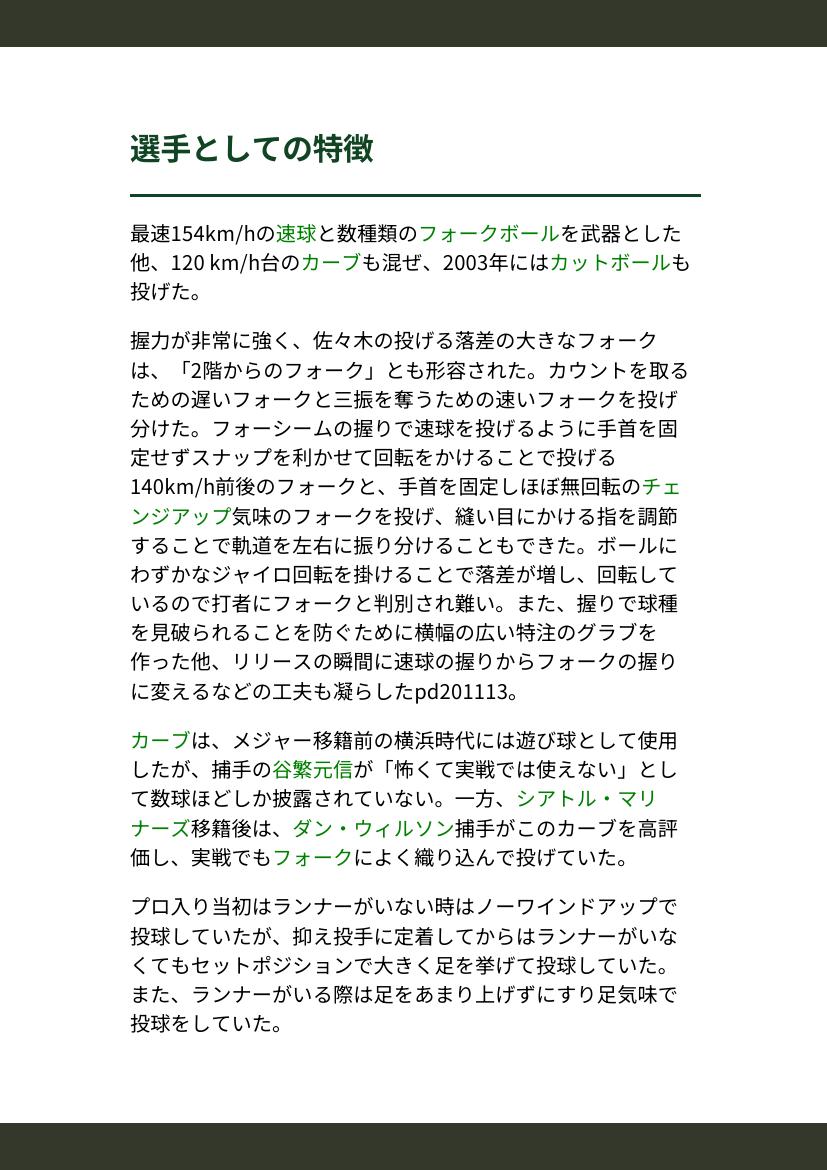 選手としての特徴
最速154km/hの速球と数種類のフォークボールを武器とした
他、120 km/h台のカーブも混ぜ、2003年にはカットボールも
投げた。
握力が非常に強く、佐々木の投げる落差の大きなフォーク
は、「2階からのフォーク」とも形容された。カウントを取る
ための遅いフォークと三振を奪うための速いフォークを投げ
分けた。フォーシームの握りで速球を投げるように手首を固
定せずスナップを利かせて回転をかけることで投げる
140km/h前後のフォークと、手首を固定しほぼ無回転のチェ
ンジアップ気味のフォークを投げ、縫い目にかける指を調節
することで軌道を左右に振り分けることもできた。ボールに
わずかなジャイロ回転を掛けることで落差が増し、回転して
いるので打者にフォークと判別され難い。また、握りで球種
を見破られることを防ぐために横幅の広い特注のグラブを
作った他、リリースの瞬間に速球の握りからフォークの握り
に変えるなどの工夫も凝らしたpd201113。
カーブは、メジャー移籍前の横浜時代には遊び球として使用
したが、捕手の谷繁元信が「怖くて実戦では使えない」とし
て数球ほどしか披露されていない。一方、シアトル・マリ
ナーズ移籍後は、ダン・ウィルソン捕手がこのカーブを高評
価し、実戦でもフォークによく織り込んで投げていた。
プロ入り当初はランナーがいない時はノーワインドアップで
投球していたが、抑え投手に定着してからはランナーがいな
くてもセットポジションで大きく足を挙げて投球していた。
また、ランナーがいる際は足をあまり上げずにすり足気味で
投球をしていた。